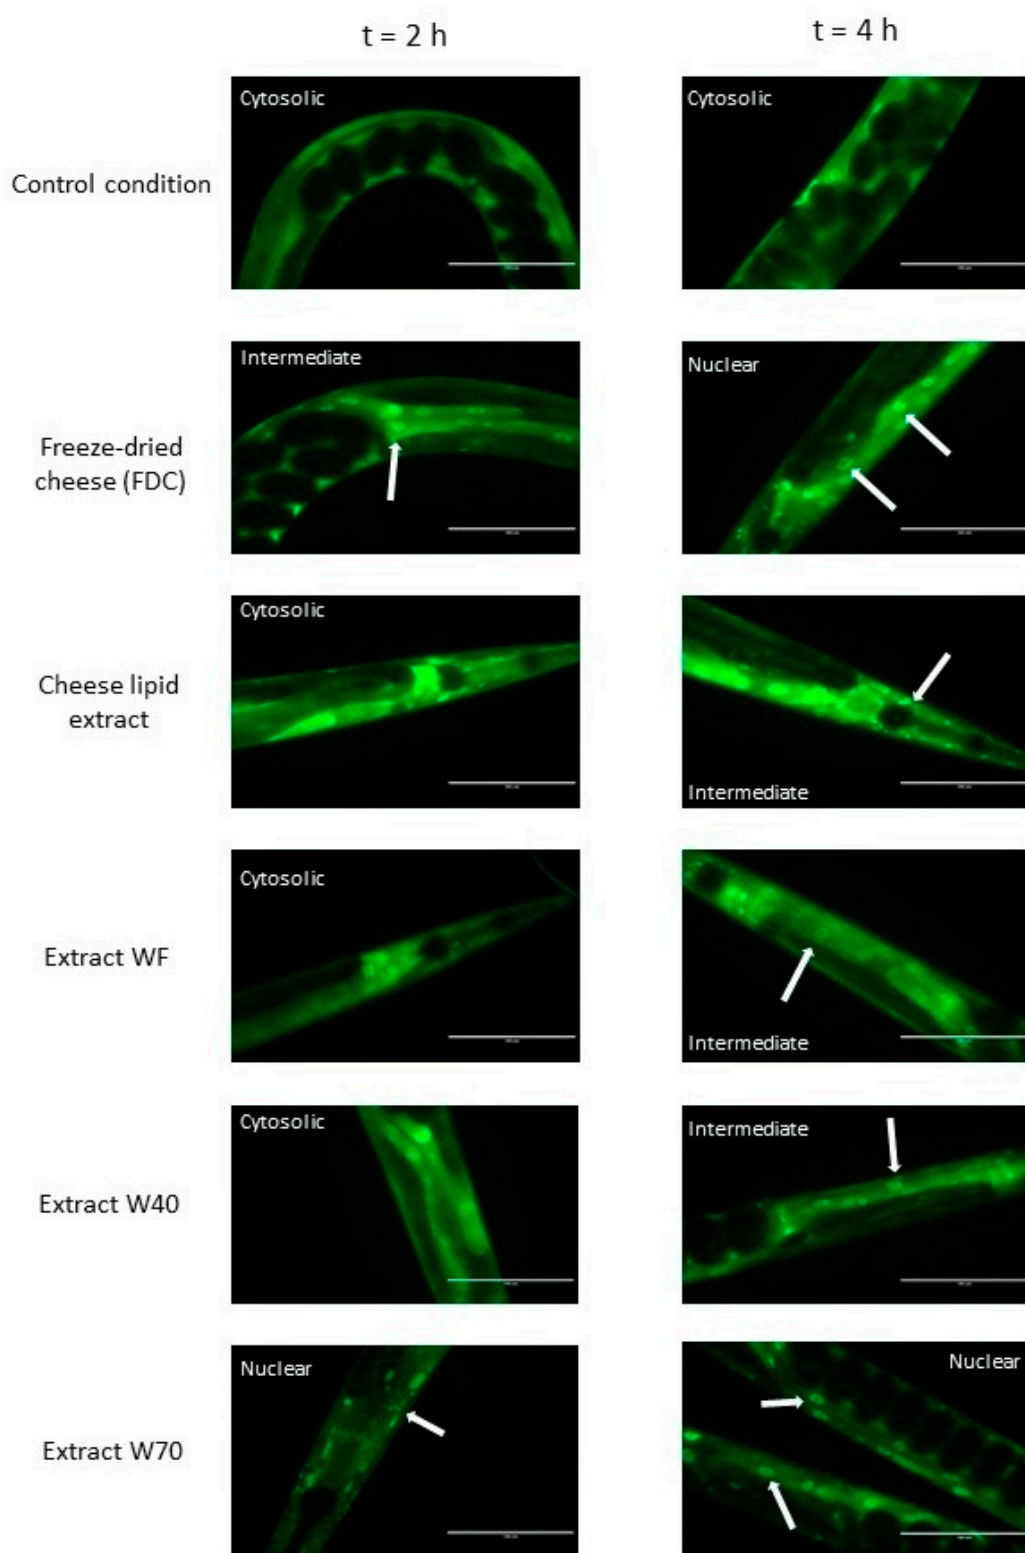 t = 2 h
t = 4 h
Control condition
Cytosolic
Cytosolic
Freeze-dried
cheese (FDC)
Intermediate
Nuclear
Cheese lipid
extract
Cytosolic
Intermediate
Extract WF
Cytosolic
Intermediate
Extract W40
Cytosolic
Intermediate
Extract W70
Nuclear
Nuclear